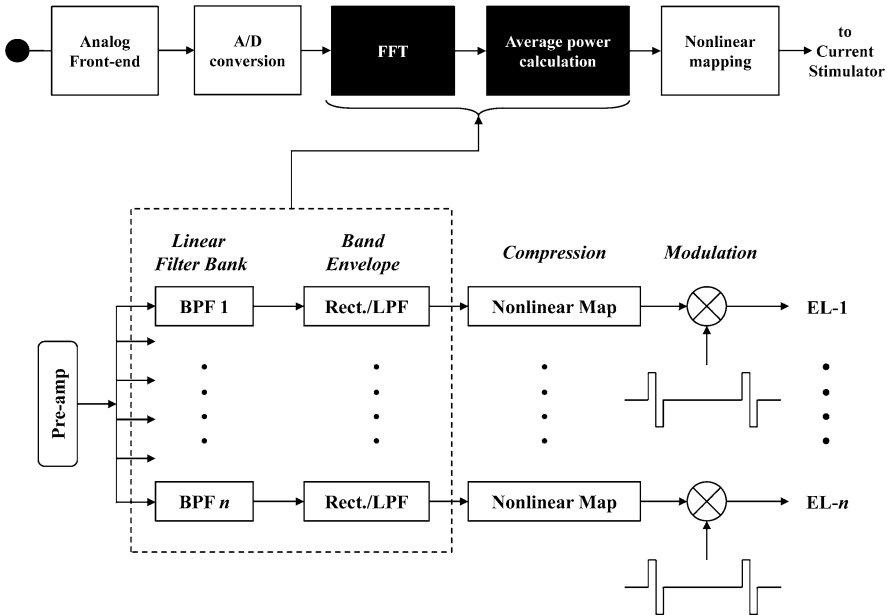 Analog
Front-end
A/D
conversion
FFT
Average power
calculation
Nonlinear
mapping
to
Current
Stimulator
Linear
Filter Bank
Band
Envelope
Compression
Modulation
Pre-amp
BPF 1
Rect./LPF
Nonlinear Map
EL-1
BPF n
Rect./LPF
Nonlinear Map
EL-n